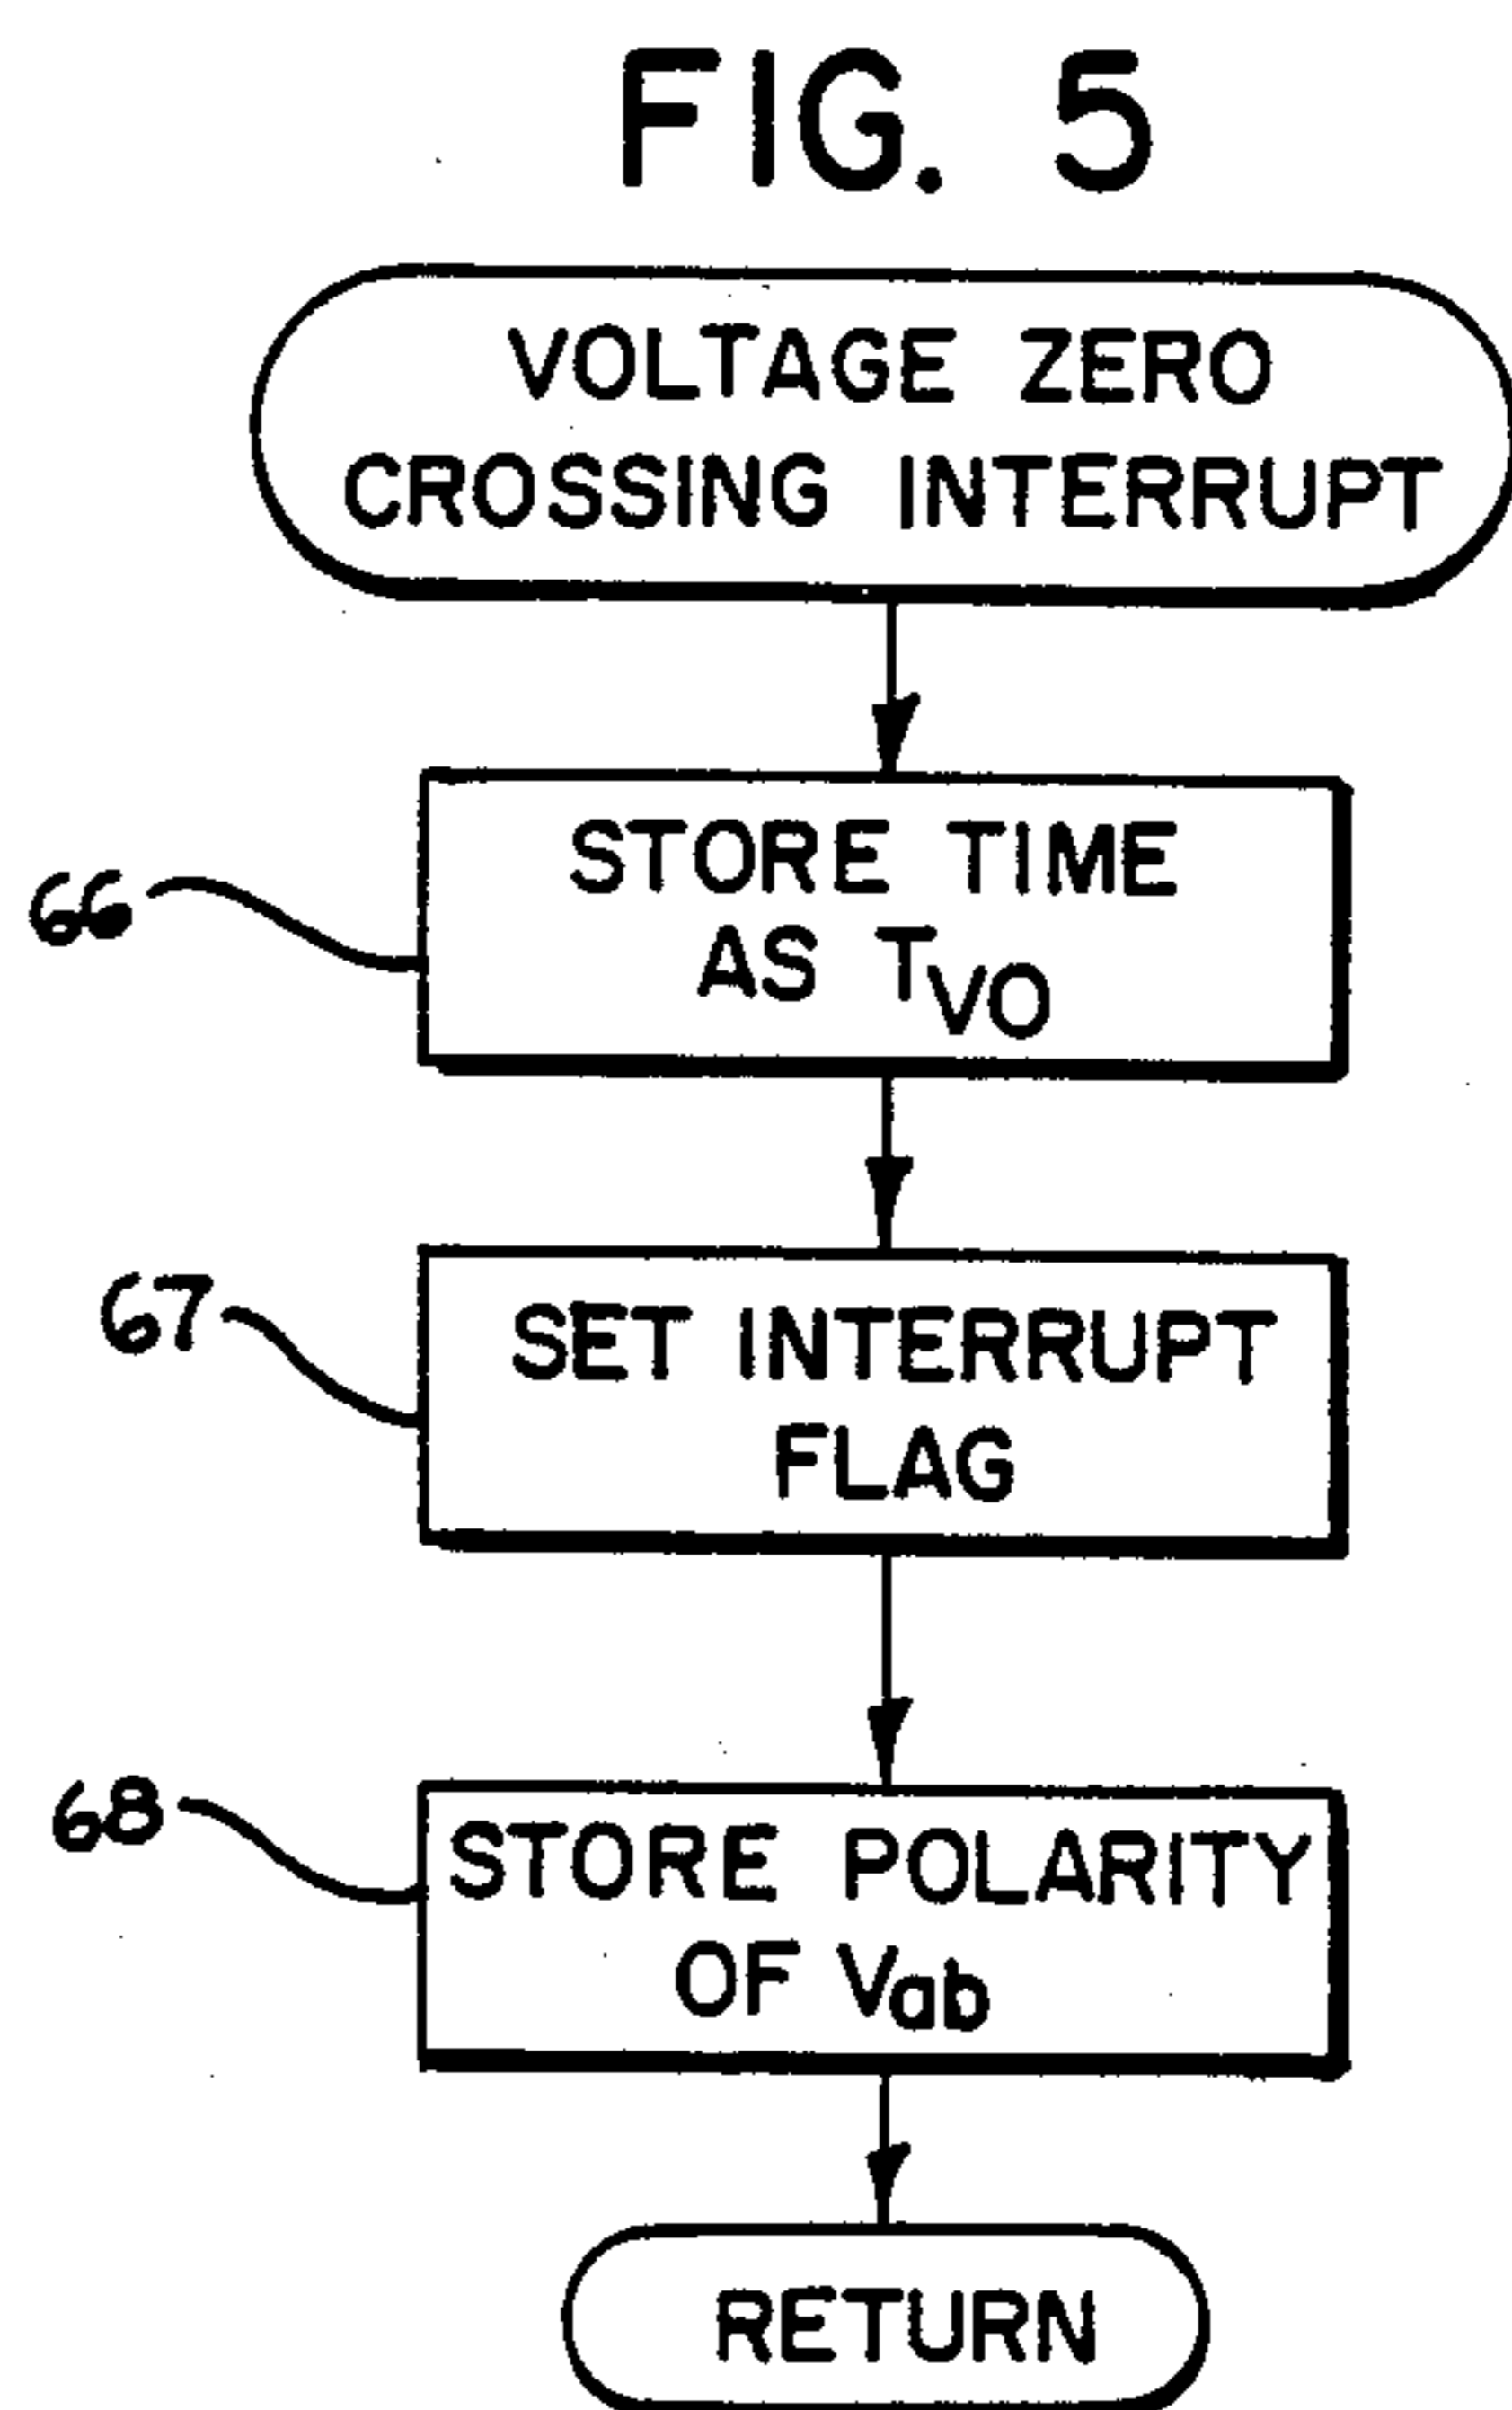 FIG. 5
VOLTAGE ZERO
CROSSING INTERRUPT
66
STORE TIME
AS TVO
67
SET INTERRUPT
FLAG
68
STORE POLARITY
OF Vab
RETURN